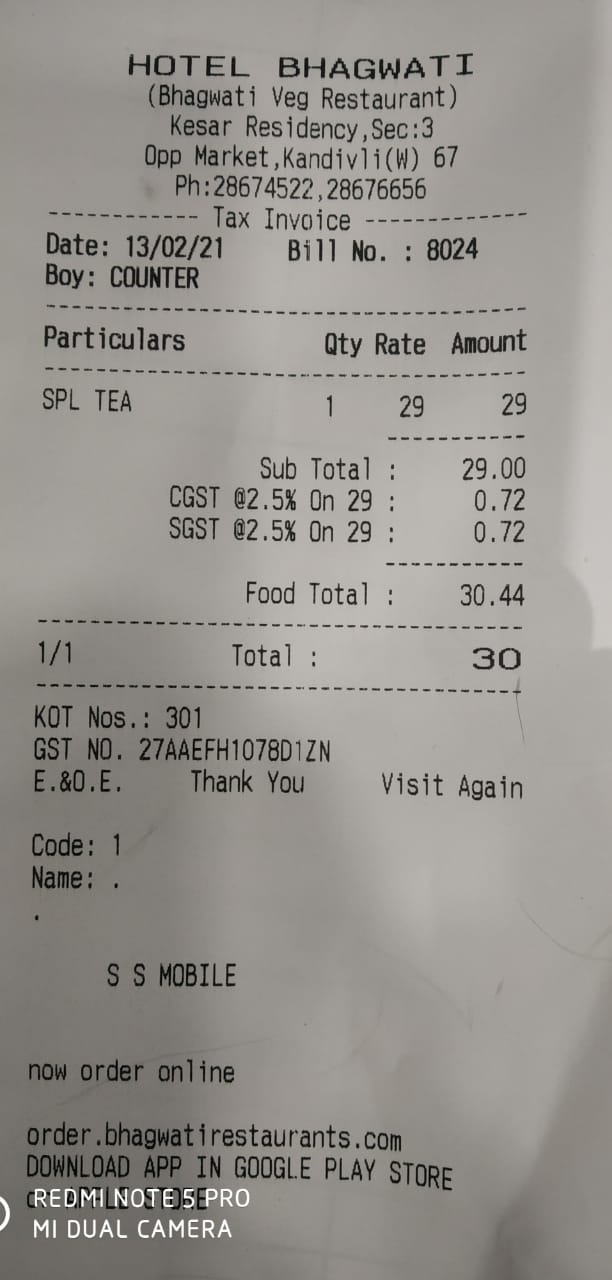 HOTEL BHAGWATI
(Bhagwati Veg Restaurant)
Kesar Residency,Sec:3
Opp Market,Kandivli(W) 67
Ph:28674522,28676656
----------- Tax Invoice ------------
Date: 13/02/21 Bill No. : 8024
Boy: COUNTER
Particulars Qty Rate Amount
SPL TEA 1 29 29
Sub Total : 29.00
CGST @2.5% On 29 : 0.72
SGST @2.5% On 29 : 0.72
Food Total : 30.44
1/1 Total : 30
KOT Nos.: 301
GST NO. 27AAEFH1078D1ZN
E.&O.E. Thank You Visit Again
Code: 1
Name: .
.
S S MOBILE
now order online
order.bhagwatirestaurants.com
DOWNLOAD APP IN GOOGLE PLAY STORE
REDMI NOTE 5 PRO
MI DUAL CAMERA